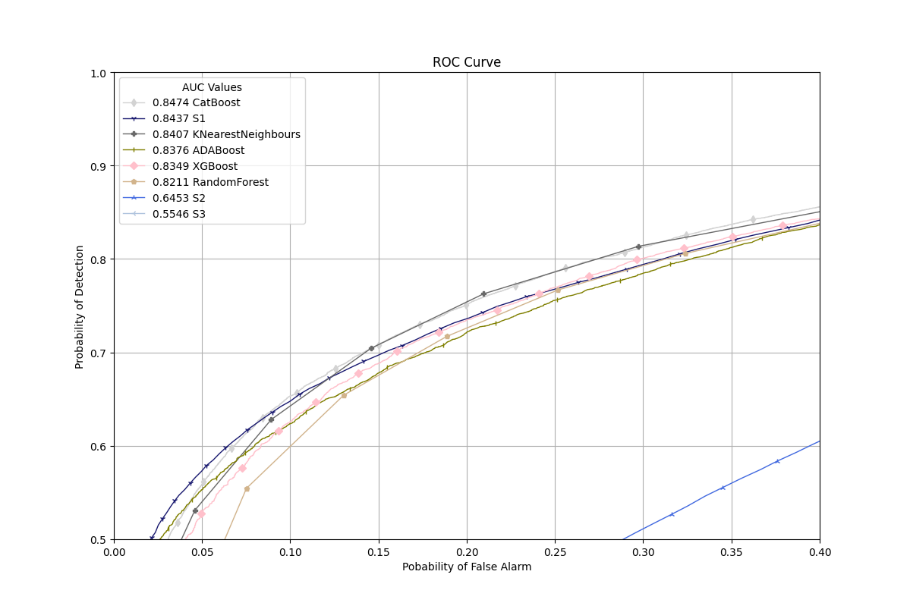 ROC Curve
AUC Values
0.8474 CatBoost
0.8437 S1
0.8407 KNearestNeighbours
0.8376 ADABoost
0.8349 XGBoost
0.8211 RandomForest
0.6453 S2
0.5546 S3
Probability of Detection
1.0
0.9
0.8
0.7
0.6
0.5
0.00 0.05 0.10 0.15 0.20 0.25 0.30 0.35 0.40
Pobability of False Alarm